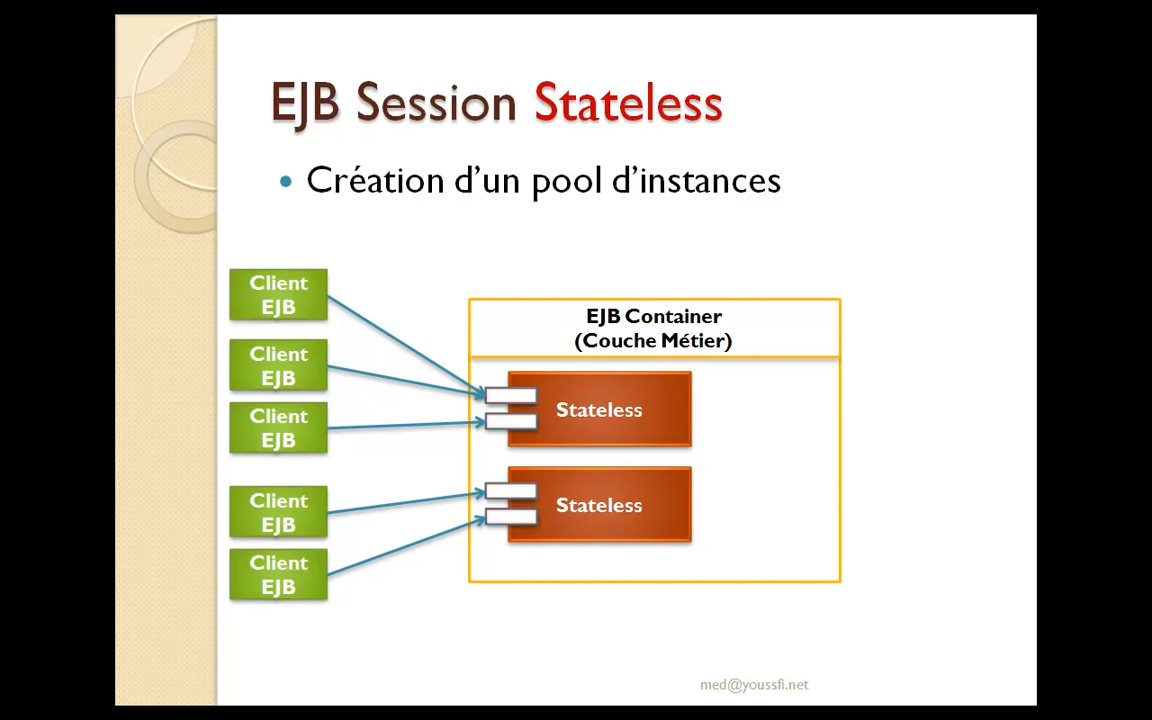 EJB Session Stateless
• Création d’un pool d’instances
Client
EJB
Client
EJB
Client
EJB
Client
EJB
Client
EJB
EJB Container
(Couche Métier)
Stateless
Stateless
med@youssfi.net